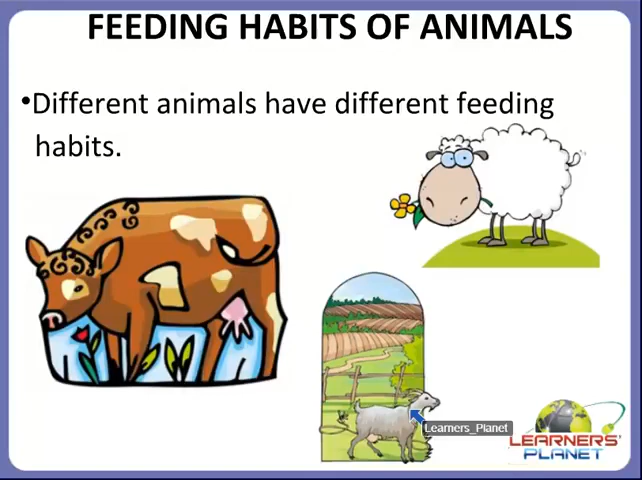 FEEDING HABITS OF ANIMALS
•Different animals have different feeding
habits.
Learners_Planet
LEARNERS'
PLANET